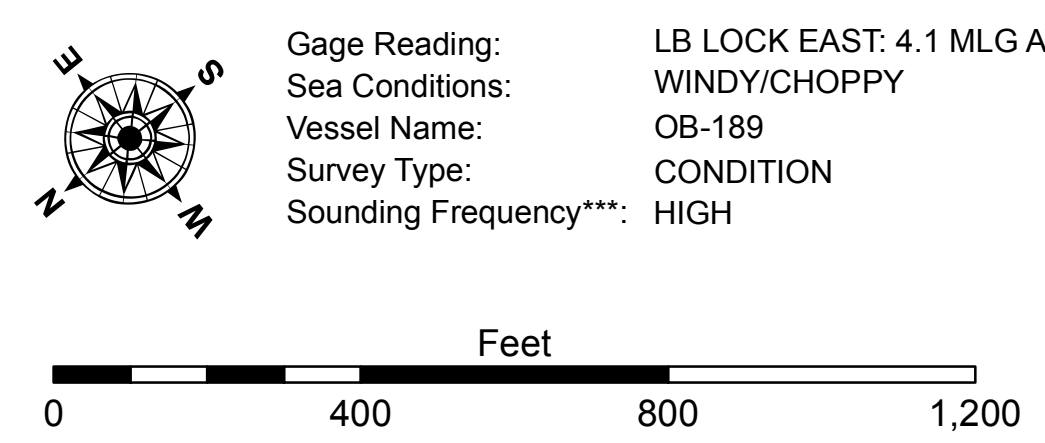 E
S
N
W
Gage Reading: LB LOCK EAST: 4.1 MLG A
Sea Conditions: WINDY/CHOPPY
Vessel Name: OB-189
Survey Type: CONDITION
Sounding Frequency***: HIGH
Feet
0 400 800 1,200